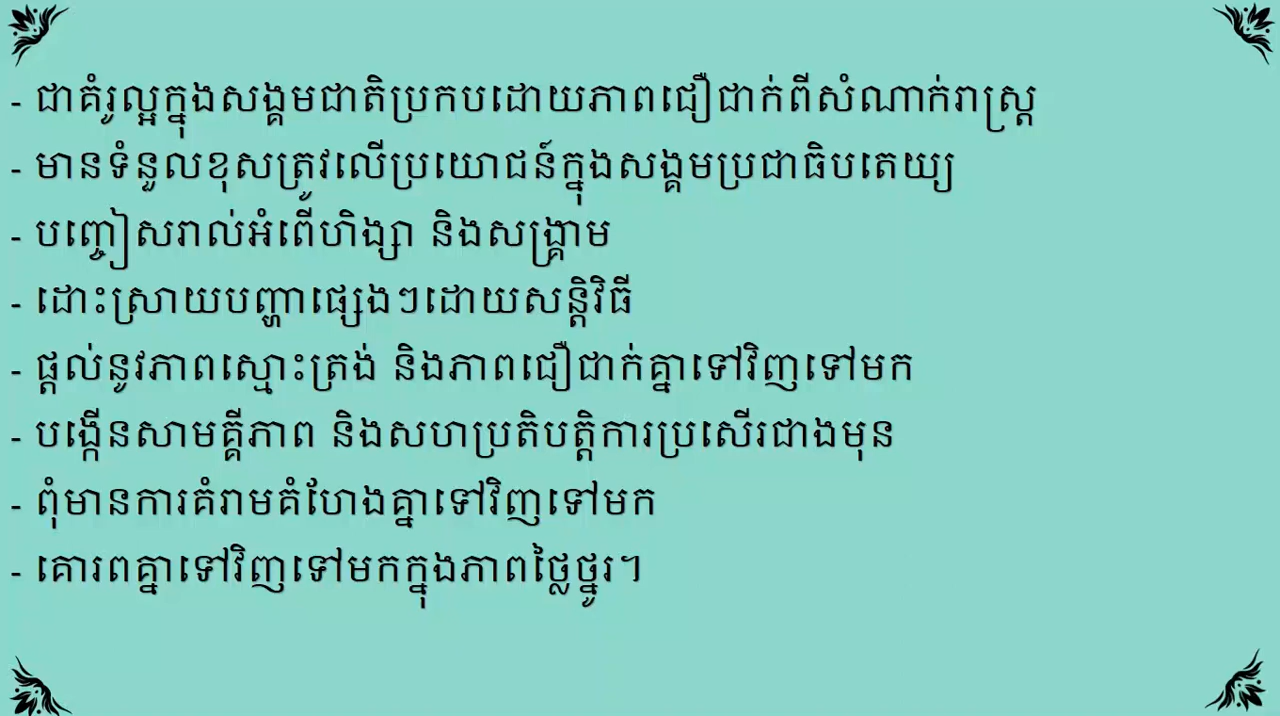 - ជាគំរូល្អក្នុងសង្គមជាតិប្រកបដោយភាពជឿជាក់ពីសំណាក់រាស្ត្រ
- មានទំនួលខុសត្រូវលើប្រយោជន៍ក្នុងសង្គមប្រជាធិបតេយ្យ
- បញ្ចៀសរាល់អំពើហិង្សា និងសង្គ្រាម
- ដោះស្រាយបញ្ហាផ្សេងៗដោយសន្តិវិធី
- ផ្តល់នូវភាពស្មោះត្រង់ និងភាពជឿជាក់គ្នាទៅវិញទៅមក
- បង្កើនសាមគ្គីភាព និងសហប្រតិបត្តិការប្រសើរជាងមុន
- ពុំមានការគំរាមគំហែងគ្នាទៅវិញទៅមក
- គោរពគ្នាទៅវិញទៅមកក្នុងភាពថ្លៃថ្នូរ។